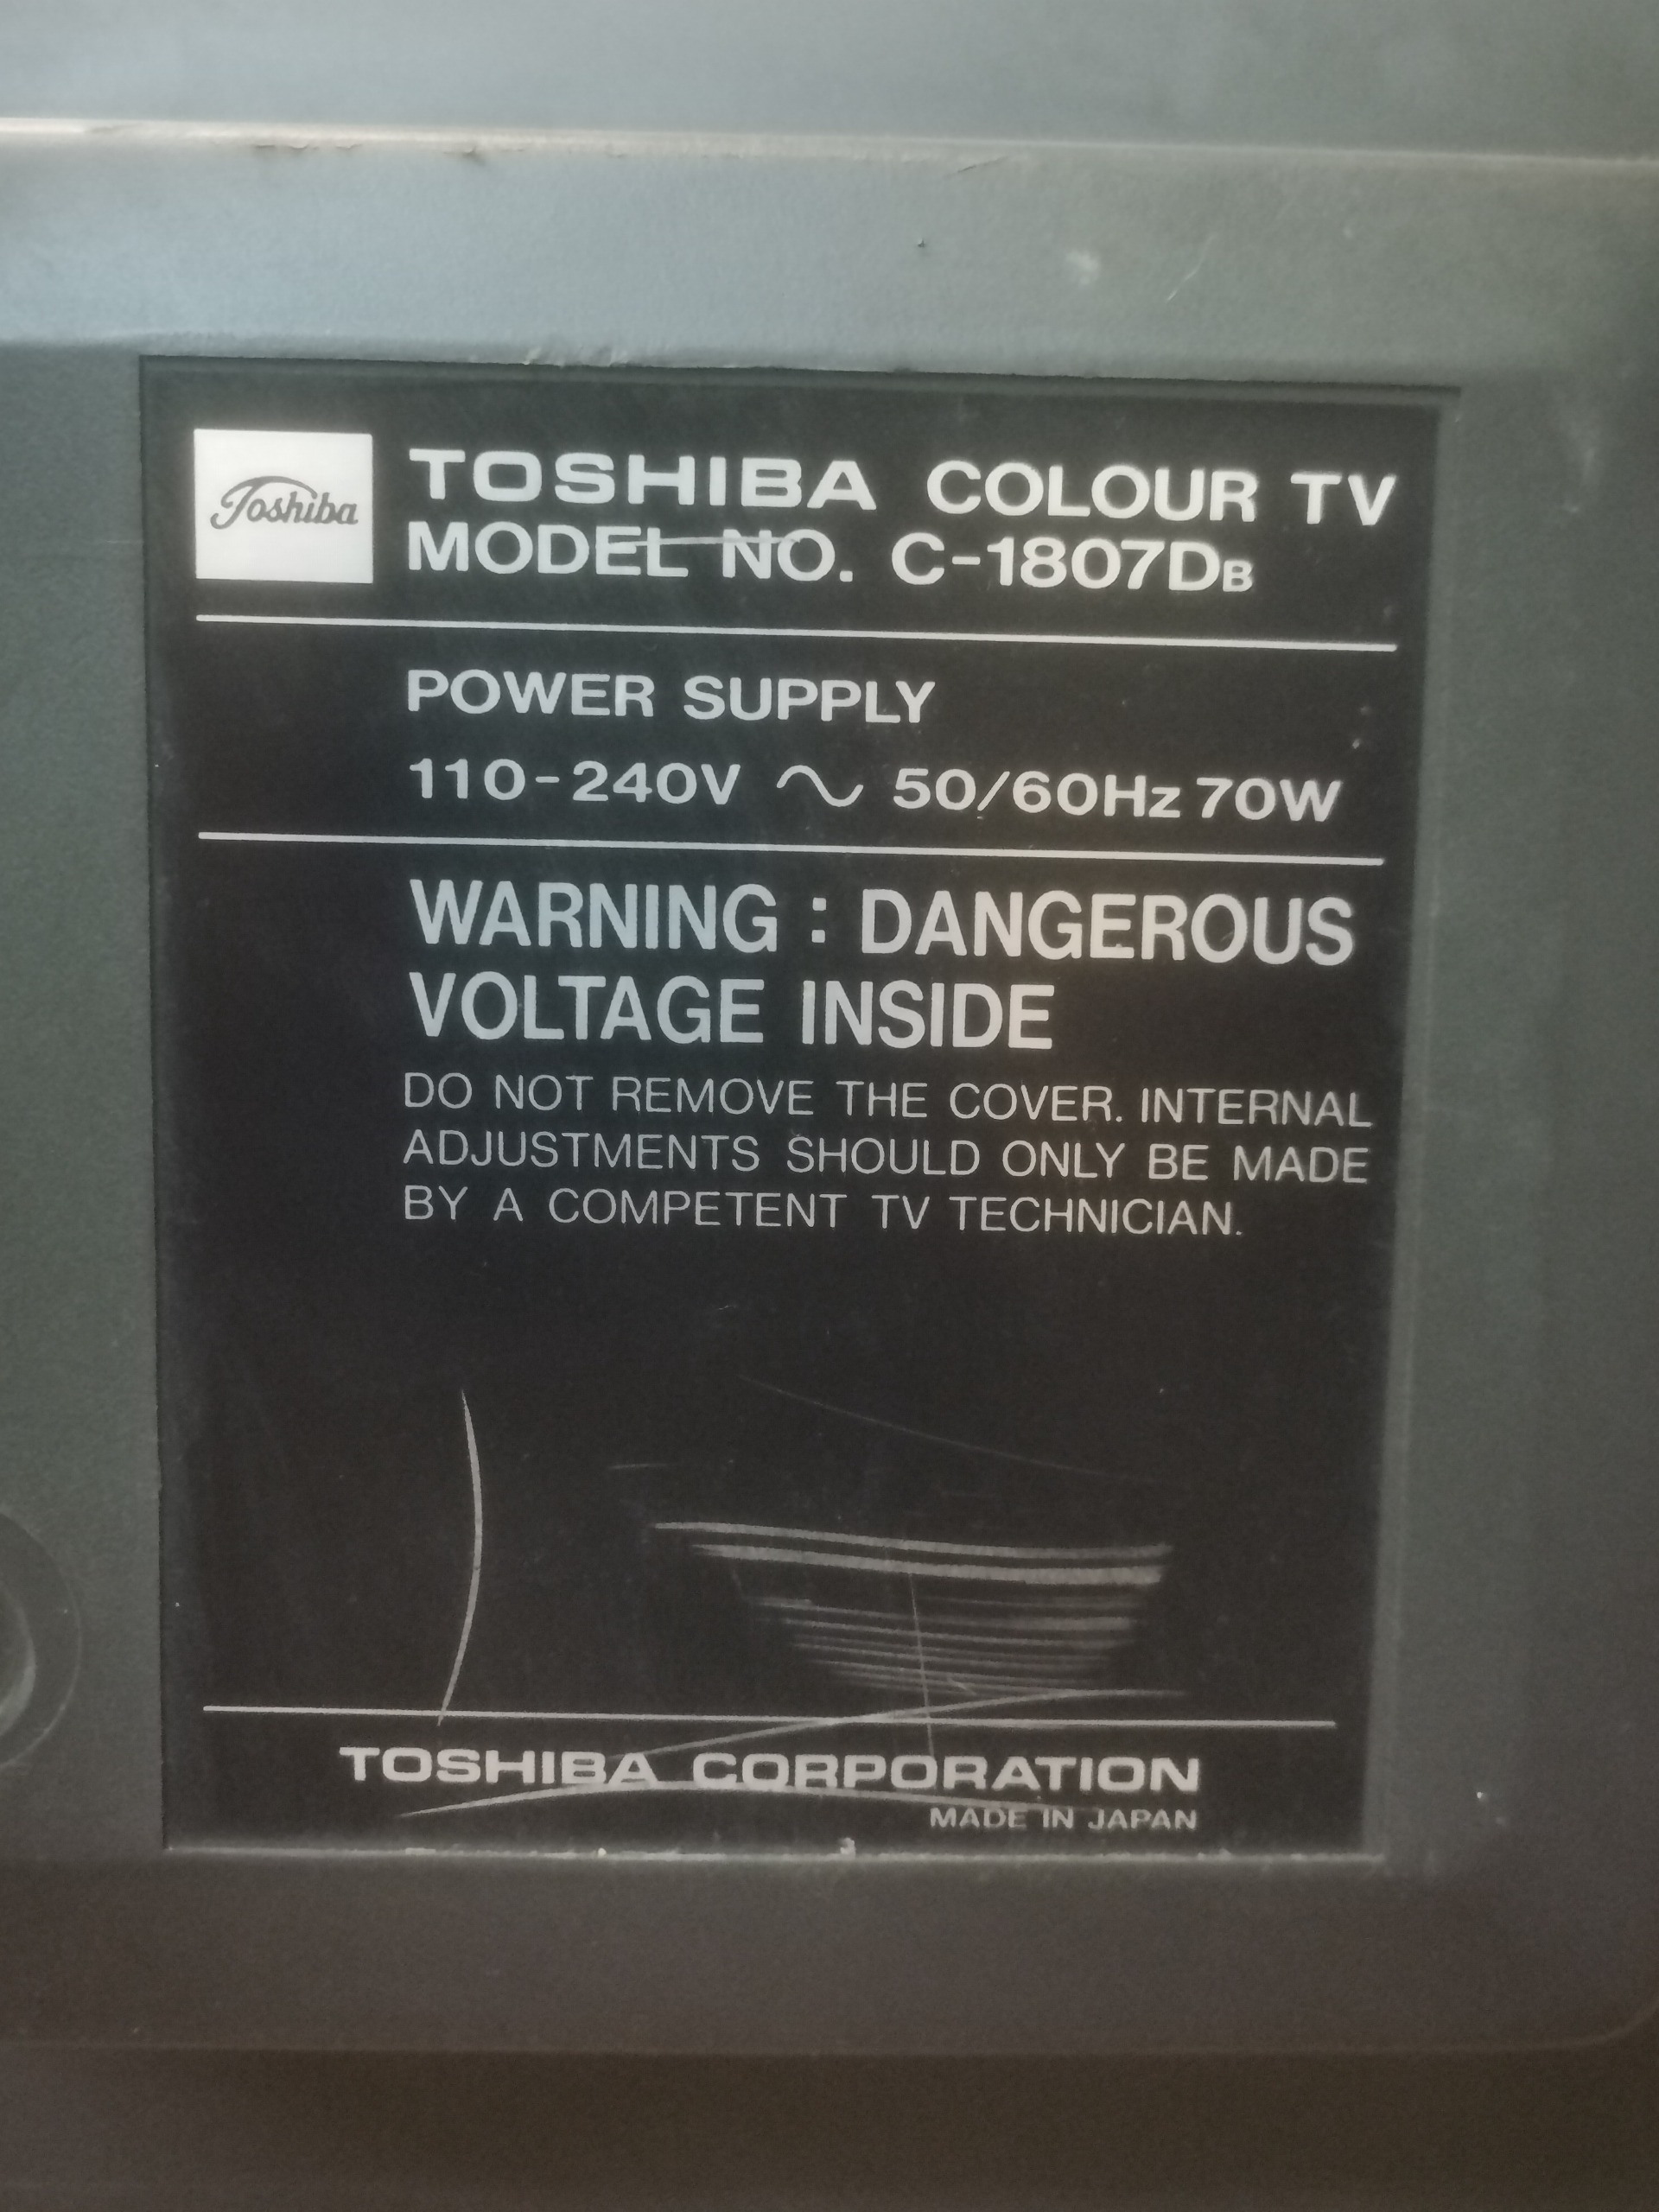 Toshiba
TOSHIBA COLOUR TV
MODEL NO. C-1807DB
POWER SUPPLY
110-240V ∿ 50/60Hz 70W
WARNING : DANGEROUS
VOLTAGE INSIDE
DO NOT REMOVE THE COVER. INTERNAL
ADJUSTMENTS SHOULD ONLY BE MADE
BY A COMPETENT TV TECHNICIAN.
TOSHIBA CORPORATION
MADE IN JAPAN